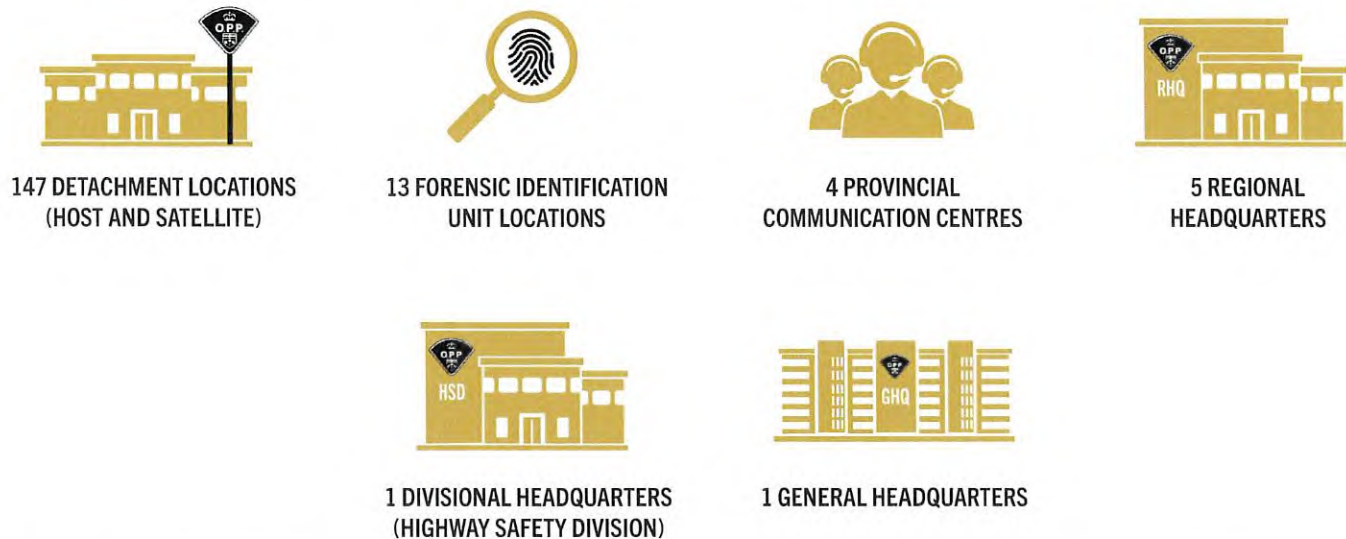 O.P.P.
147 DETACHMENT LOCATIONS
(HOST AND SATELLITE)
13 FORENSIC IDENTIFICATION
UNIT LOCATIONS
4 PROVINCIAL
COMMUNICATION CENTRES
O.P.P.
RHQ
5 REGIONAL
HEADQUARTERS
O.P.P.
HSD
1 DIVISIONAL HEADQUARTERS
(HIGHWAY SAFETY DIVISION)
O.P.P.
GHQ
1 GENERAL HEADQUARTERS